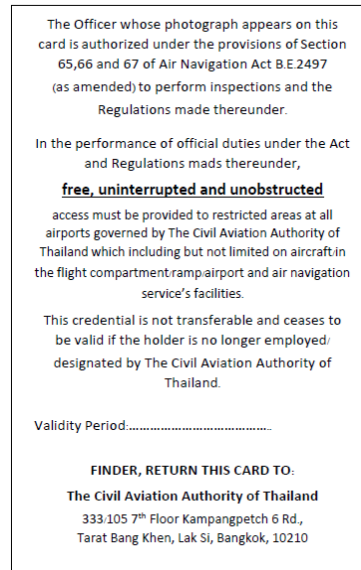 The Officer whose photograph appears on this
card is authorized under the provisions of Section
65,66 and 67 of Air Navigation Act B.E.2497
(as amended) to perform inspections and the
Regulations made thereunder.
In the performance of official duties under the Act
and Regulations mads thereunder,
free, uninterrupted and unobstructed
access must be provided to restricted areas at all
airports governed by The Civil Aviation Authority of
Thailand which including but not limited on aircraft/in
the flight compartment/ramp/airport and air navigation
service's facilities.
This credential is not transferable and ceases to
be valid if the holder is no longer employed/
designated by The Civil Aviation Authority of
Thailand.
Validity Period:…………………………………..
FINDER, RETURN THIS CARD TO:
The Civil Aviation Authority of Thailand
333/105 7th Floor Kampangpetch 6 Rd.,
Tarat Bang Khen, Lak Si, Bangkok, 10210